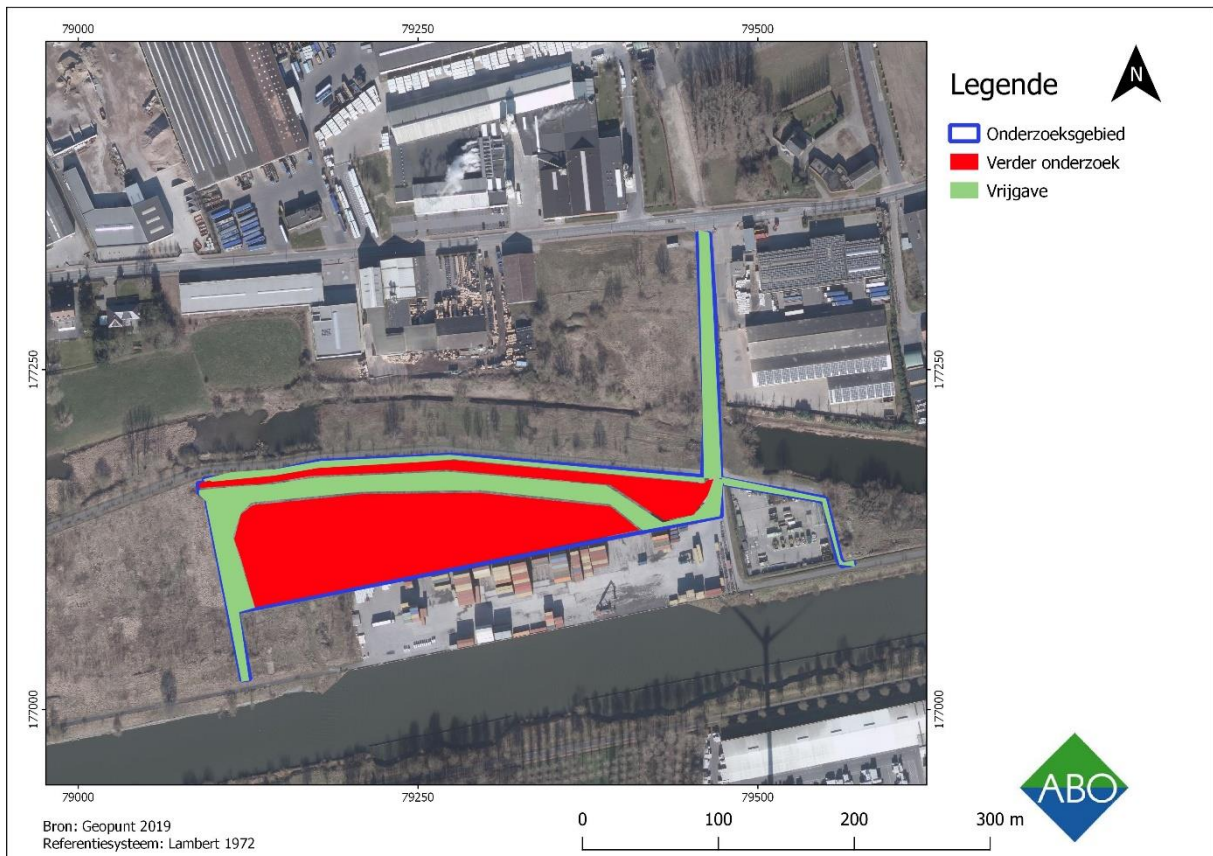 79000
79250
79500
Legende
N
Onderzoeksgebied
Verder onderzoek
Vrijgave
177250
177250
177000
177000
79000
79250
79500
Bron: Geopunt 2019
Referentiesysteem: Lambert 1972
0 100 200 300 m
ABO